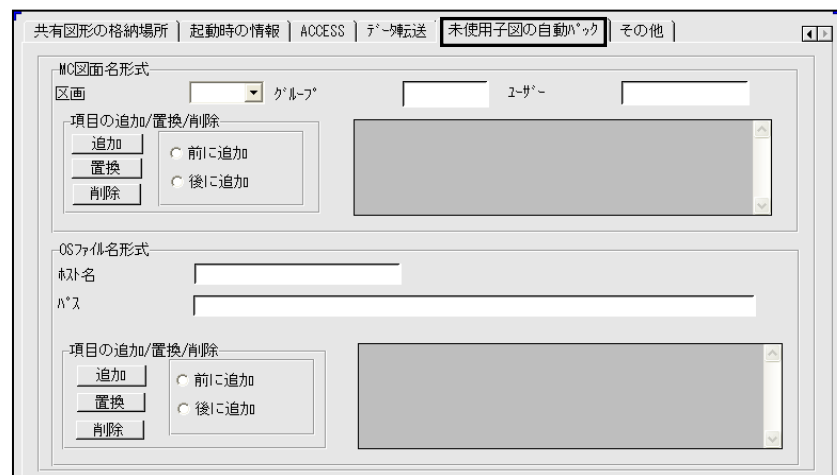 共有図形の格納場所 起動時の情報 ACCESS ﾃﾞｰﾀ転送 未使用子図の自動ﾊﾟｯｸ その他
MC図面名形式
区画 ｸﾞﾙｰﾌﾟ ﾕｰｻﾞｰ
項目の追加/置換/削除
追加
前に追加
置換
後に追加
削除
OSﾌｧｲﾙ名形式
ﾎｽﾄ名
ﾊﾟｽ
項目の追加/置換/削除
追加
前に追加
置換
後に追加
削除